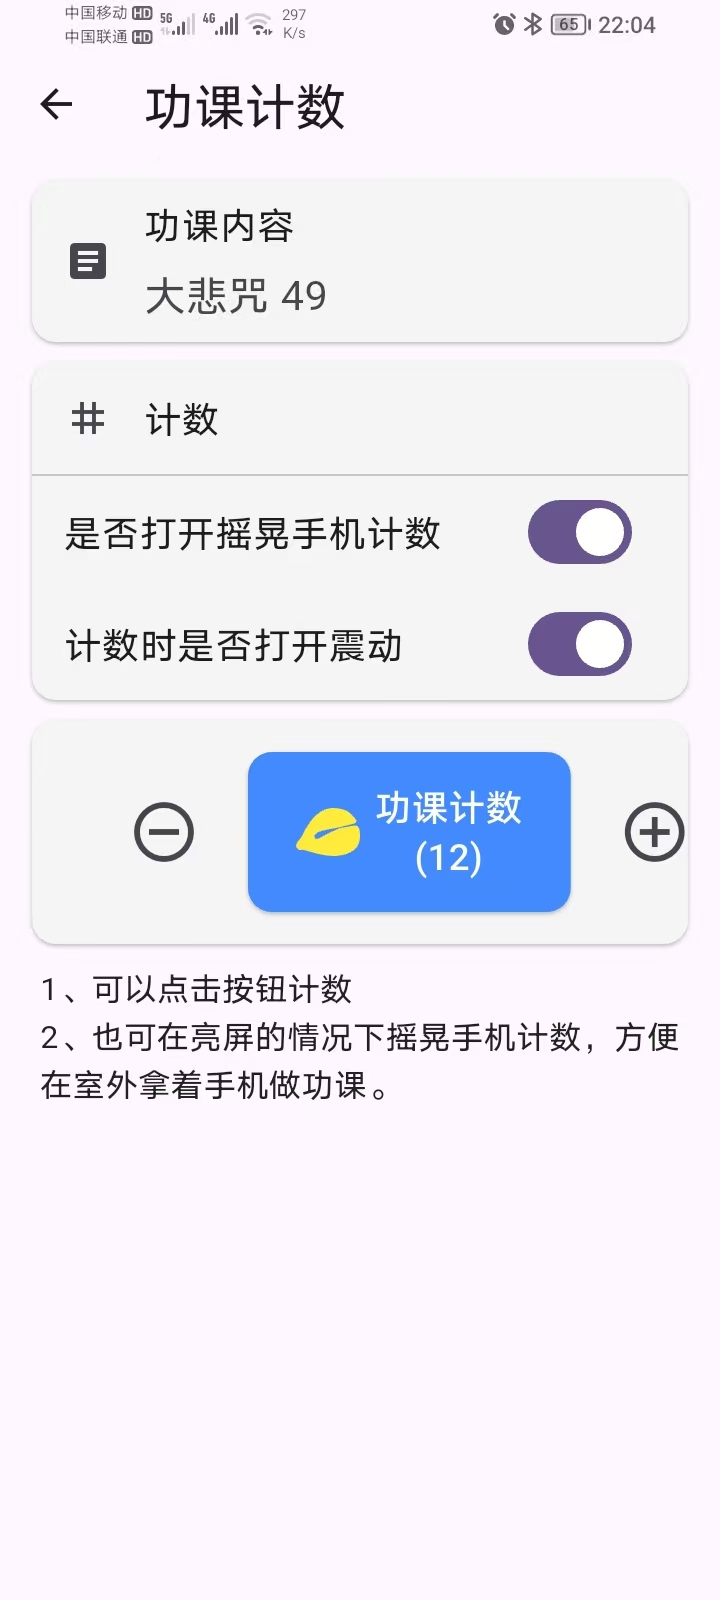 中国移动 HD 5G 4G 297
中国联通 HD K/s 65 22:04
功课计数
功课内容
大悲咒 49
计数
是否打开摇晃手机计数
计数时是否打开震动
功课计数
(12)
1、可以点击按钮计数
2、也可在亮屏的情况下摇晃手机计数，方便
在室外拿着手机做功课。